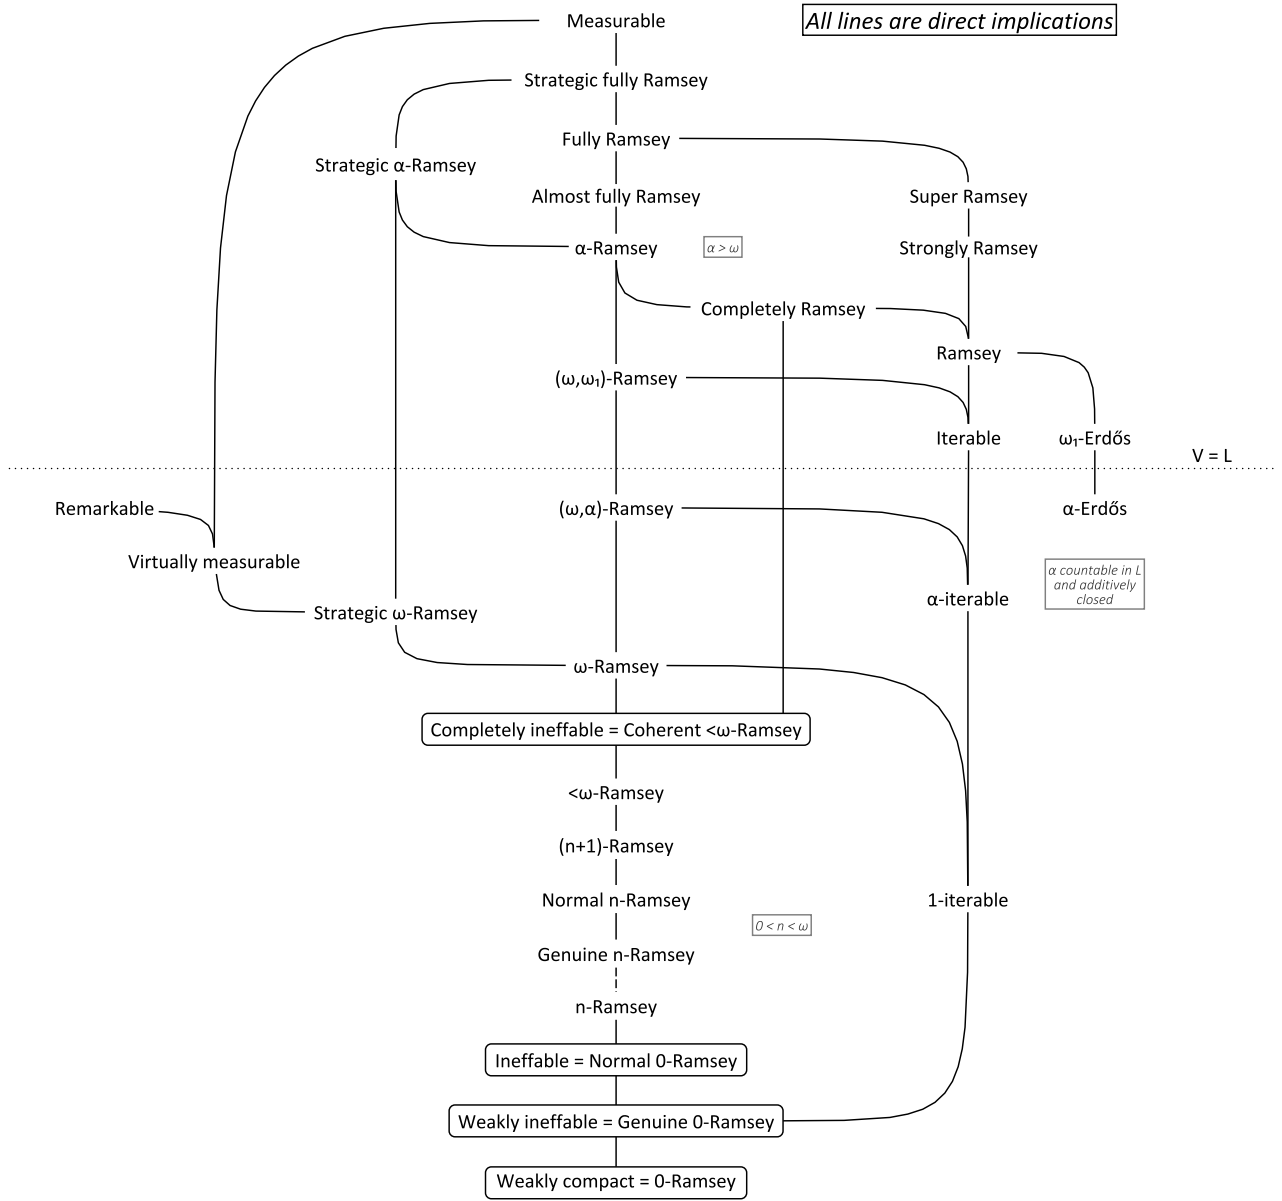 Measurable
All lines are direct implications
Strategic fully Ramsey
Fully Ramsey
Strategic α-Ramsey
Almost fully Ramsey
Super Ramsey
α-Ramsey
α > ω
Strongly Ramsey
Completely Ramsey
Ramsey
(ω,ω₁)-Ramsey
Iterable
ω₁-Erdős
V = L
Remarkable
(ω,α)-Ramsey
α-Erdős
Virtually measurable
α countable in L
and additively
closed
α-iterable
Strategic ω-Ramsey
ω-Ramsey
Completely ineffable = Coherent <ω-Ramsey
<ω-Ramsey
(n+1)-Ramsey
Normal n-Ramsey
1-iterable
0 < n < ω
Genuine n-Ramsey
n-Ramsey
Ineffable = Normal 0-Ramsey
Weakly ineffable = Genuine 0-Ramsey
Weakly compact = 0-Ramsey